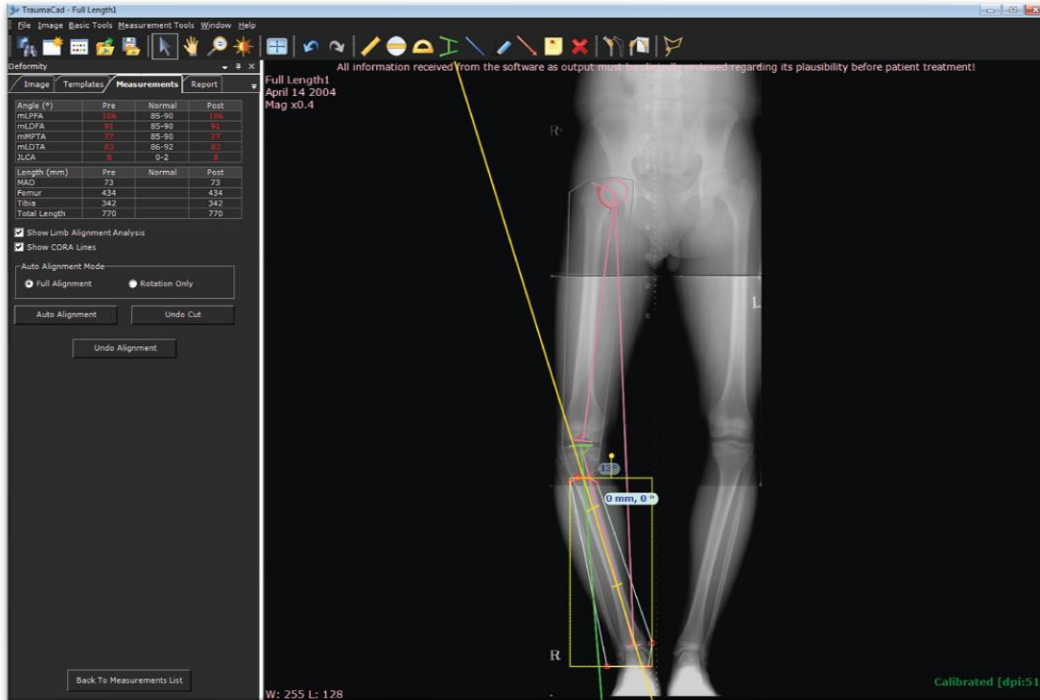 TraumaCad - Full Length1
File Image Basic Tools Measurement Tools Window Help
Deformity
Image Templates Measurements Report
Angle (°) Pre Normal Post
mLPFA 106 85-90 106
mLDFA 91 85-90 91
mMPTA 77 85-90 77
mLDTA 83 86-92 83
JLCA 8 0-2 8
Length (mm) Pre Normal Post
MAD 73 73
Femur 434 434
Tibia 342 342
Total Length 770 770
Show Limb Alignment Analysis
Show CORA Lines
Auto Alignment Mode
Full Alignment Rotation Only
Auto Alignment Undo Cut
Undo Alignment
Back To Measurements List
All information received from the software as output must be clinically reviewed regarding its plausibility before patient treatment!
Full Length1
April 14 2004
Mag x0.4
R
L
13°
0 mm, 0 °
R
W: 255 L: 128
Calibrated [dpi:51